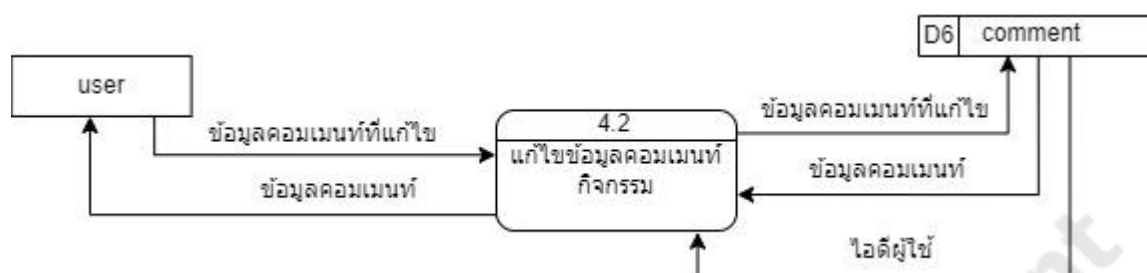 D6 comment
user
ข้อมูลคอมเมนท์ที่แก้ไข
ข้อมูลคอมเมนท์ที่แก้ไข
4.2
แก้ไขข้อมูลคอมเมนท์
กิจกรรม
ข้อมูลคอมเมนท์
ข้อมูลคอมเมนท์
ไอดีผู้ใช้